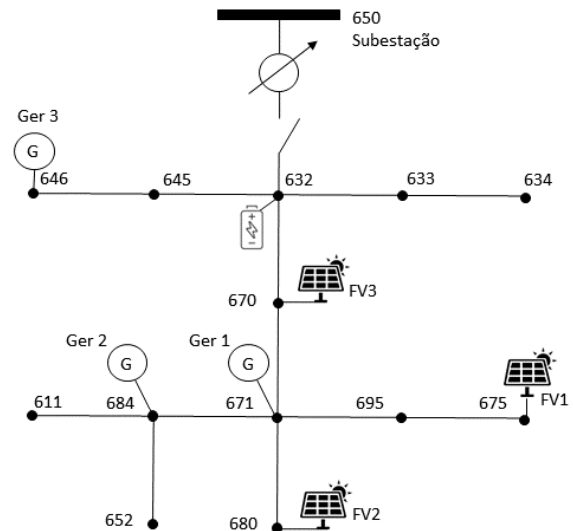 650
Subestação
Ger 3
G
646
645
632
633
634
670
FV3
Ger 2
Ger 1
G
G
611
684
671
695
675
FV1
652
680
FV2